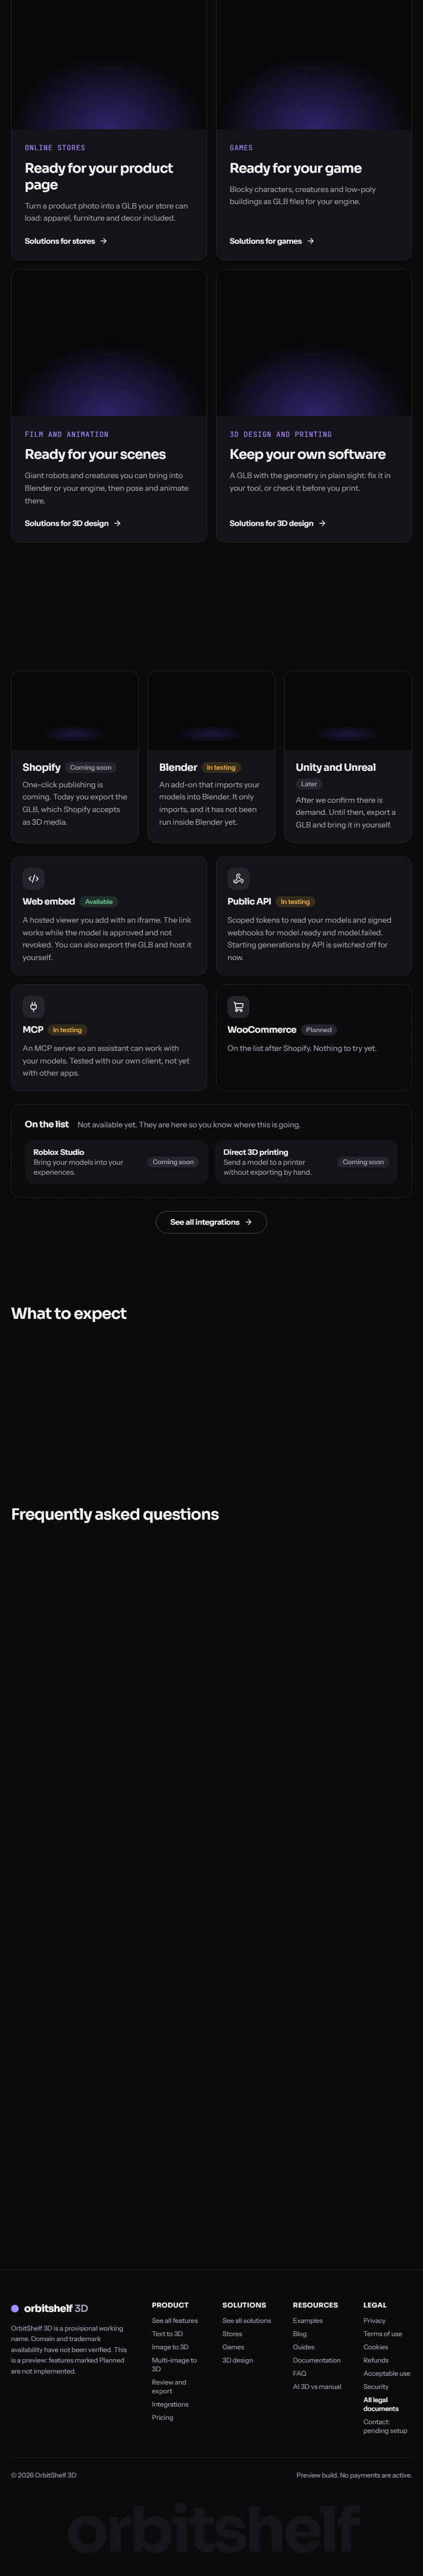 ONLINE STORES
Ready for your product
page
Turn a product photo into a GLB your store can
load: apparel, furniture and decor included.
Solutions for stores →
GAMES
Ready for your game
Blocky characters, creatures and low-poly
buildings as GLB files for your engine.
Solutions for games →
FILM AND ANIMATION
Ready for your scenes
Giant robots and creatures you can bring into
Blender or your engine, then pose and animate
there.
Solutions for 3D design →
3D DESIGN AND PRINTING
Keep your own software
A GLB with the geometry in plain sight: fix it in
your tool, or check it before you print.
Solutions for 3D design →
Shopify Coming soon
One-click publishing is
coming. Today you export the
GLB, which Shopify accepts
as 3D media.
Blender In testing
An add-on that imports your
models into Blender. It only
imports, and it has not been
run inside Blender yet.
Unity and Unreal
Later
After we confirm there is
demand. Until then, export a
GLB and bring it in yourself.
Web embed Available
A hosted viewer you add with an iframe. The link
works while the model is approved and not
revoked. You can also export the GLB and host it
yourself.
Public API In testing
Scoped tokens to read your models and signed
webhooks for model.ready and model.failed.
Starting generations by API is switched off for
now.
MCP In testing
An MCP server so an assistant can work with
your models. Tested with our own client, not yet
with other apps.
WooCommerce Planned
On the list after Shopify. Nothing to try yet.
On the list Not available yet. They are here so you know where this is going.
Roblox Studio
Bring your models into your
experiences.
Coming soon
Direct 3D printing
Send a model to a printer
without exporting by hand.
Coming soon
See all integrations →
What to expect
Frequently asked questions
orbitshelf 3D
OrbitShelf 3D is a provisional working
name. Domain and trademark
availability have not been verified. This
is a preview: features marked Planned
are not implemented.
PRODUCT
See all features
Text to 3D
Image to 3D
Multi-image to
3D
Review and
export
Integrations
Pricing
SOLUTIONS
See all solutions
Stores
Games
3D design
RESOURCES
Examples
Blog
Guides
Documentation
FAQ
AI 3D vs manual
LEGAL
Privacy
Terms of use
Cookies
Refunds
Acceptable use
Security
All legal
documents
Contact:
pending setup
© 2026 OrbitShelf 3D
Preview build. No payments are active.
orbitshelf